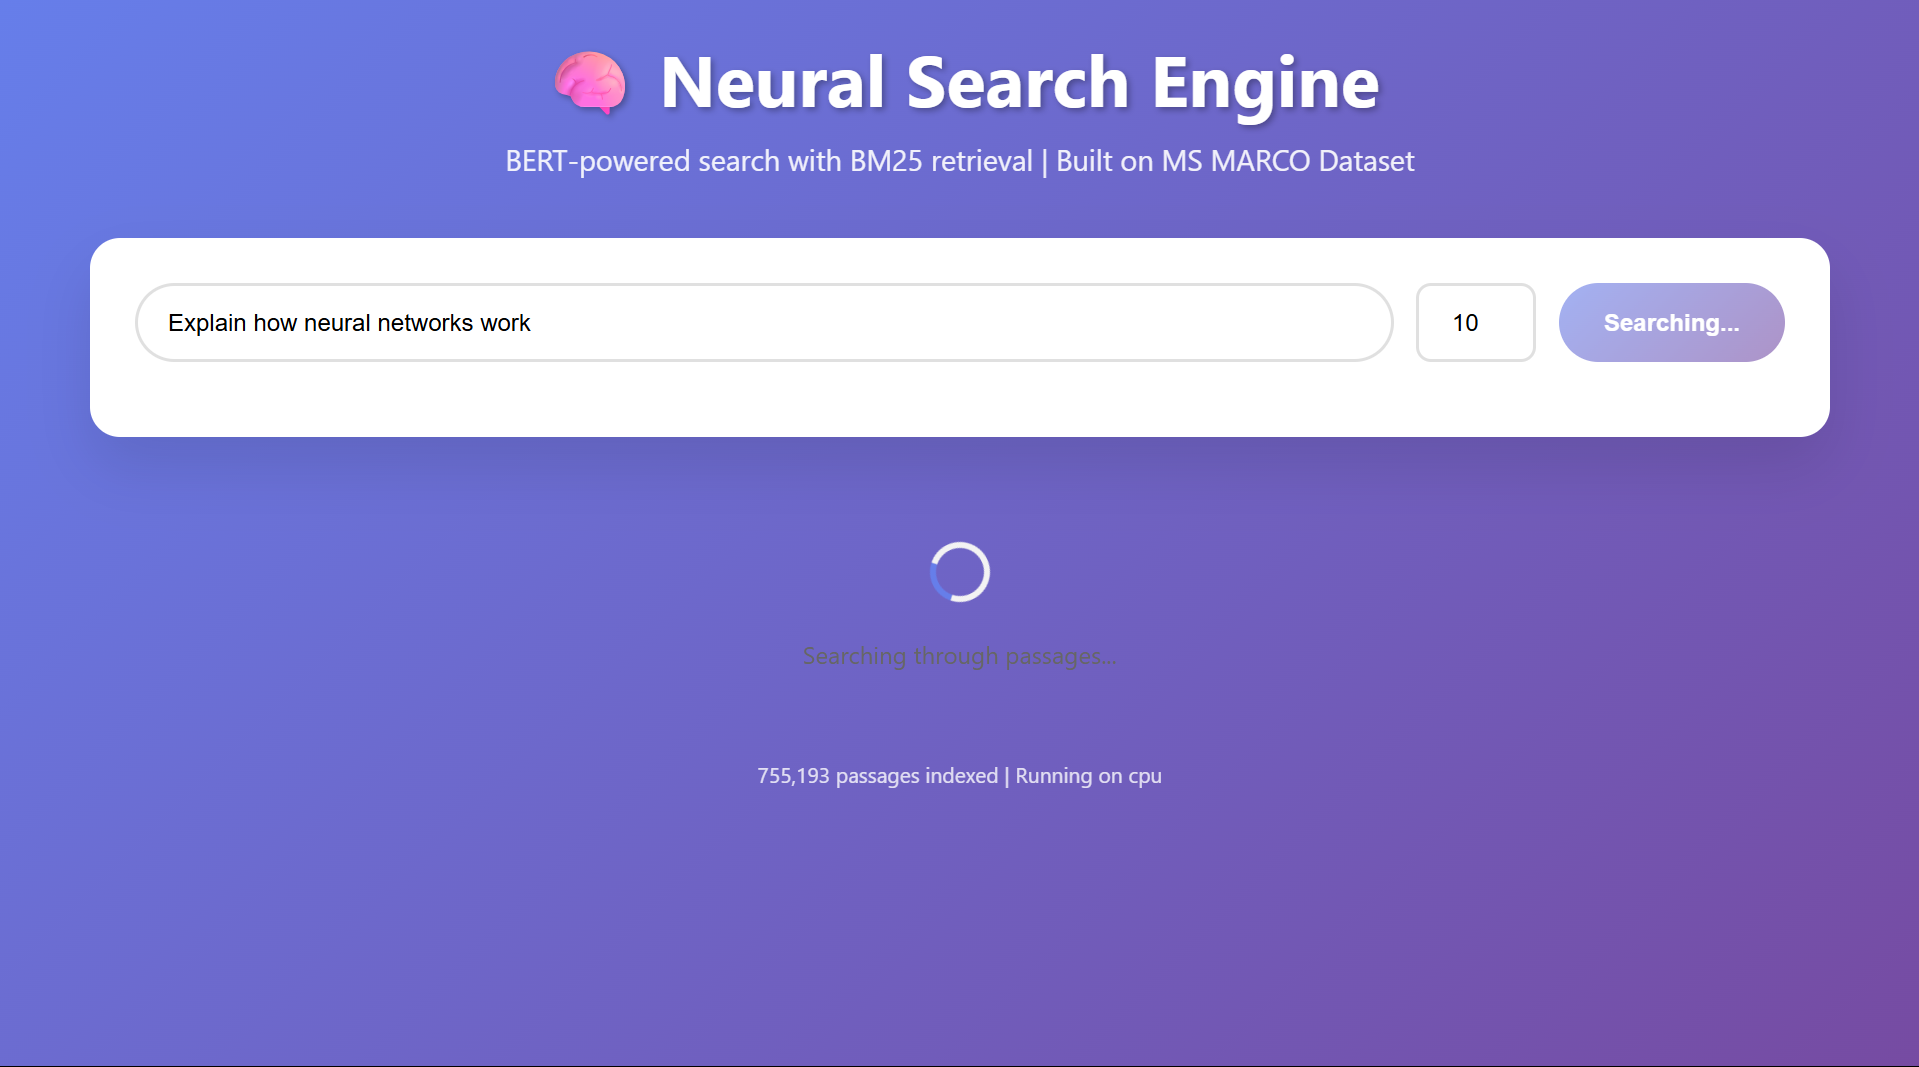 🧠 Neural Search Engine
BERT-powered search with BM25 retrieval | Built on MS MARCO Dataset
Explain how neural networks work 10 Searching...
Searching through passages...
755,193 passages indexed | Running on cpu